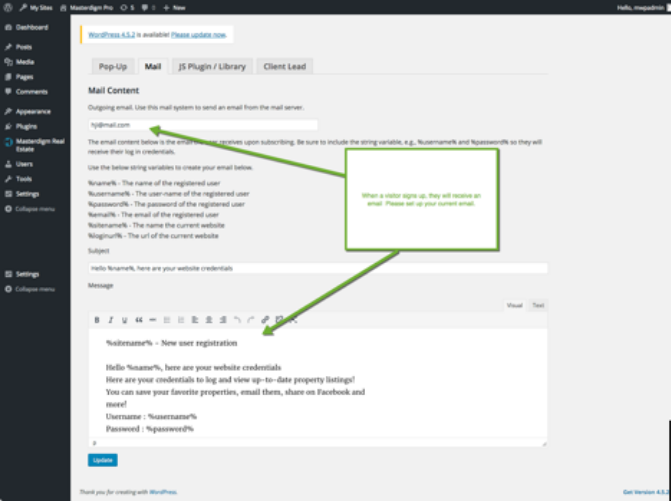 My Sites Masterdigm Pro 5 0 + New Hello, mwpadmin
Dashboard
Posts
Media
Pages
Comments
Appearance
Plugins
Masterdigm Real
Estate
Users
Tools
Settings
Collapse menu
Settings
Collapse menu
WordPress 4.5.2 is available! Please update now.
Pop-Up Mail JS Plugin / Library Client Lead
Mail Content
Outgoing email. Use this mail system to send an email from the mail server.
hji@mail.com
The email content below is the email the user receives upon subscribing. Be sure to include the string variable, e.g., %username% and %password% so they will
receive their log in credentials.
Use the below string variables to create your email below.
%name% - The name of the registered user
%username% - The user-name of the registered user
%password% - The password of the registered user
%email% - The email of the registered user
%sitename% - The name the current website
%loginurl% - The url of the current website
When a visitor signs up, they will receive an
email Please set up your current email.
Subject
Hello %name%, here are your website credentials
Message
Visual Text
%sitename% - New user registration
Hello %name%, here are your website credentials
Here are your credentials to log and view up-to-date property listings!
You can save your favorite properties, email them, share on Facebook and
more!
Username : %username%
Password : %password%
p
Update
Thank you for creating with WordPress. Get Version 4.5.2